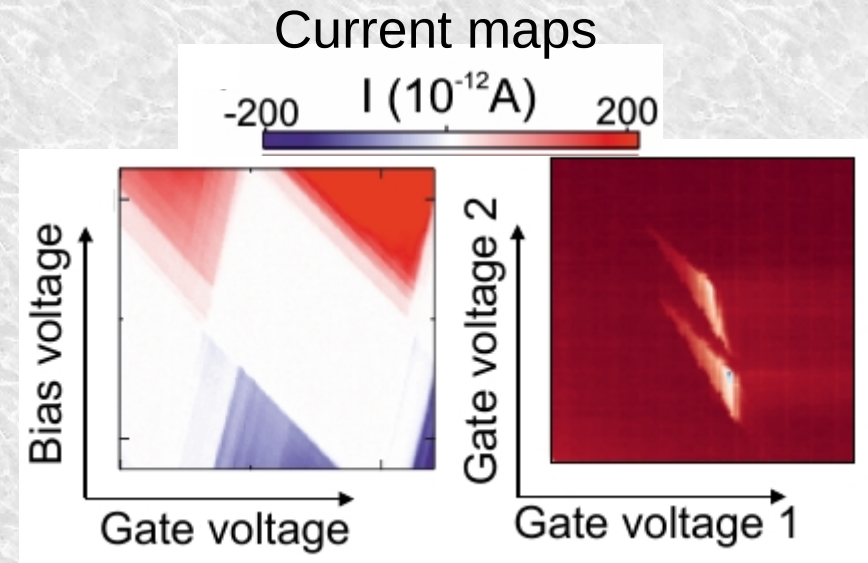 Current maps
I (10⁻¹²A)
-200
200
Bias voltage
Gate voltage
Gate voltage 2
Gate voltage 1